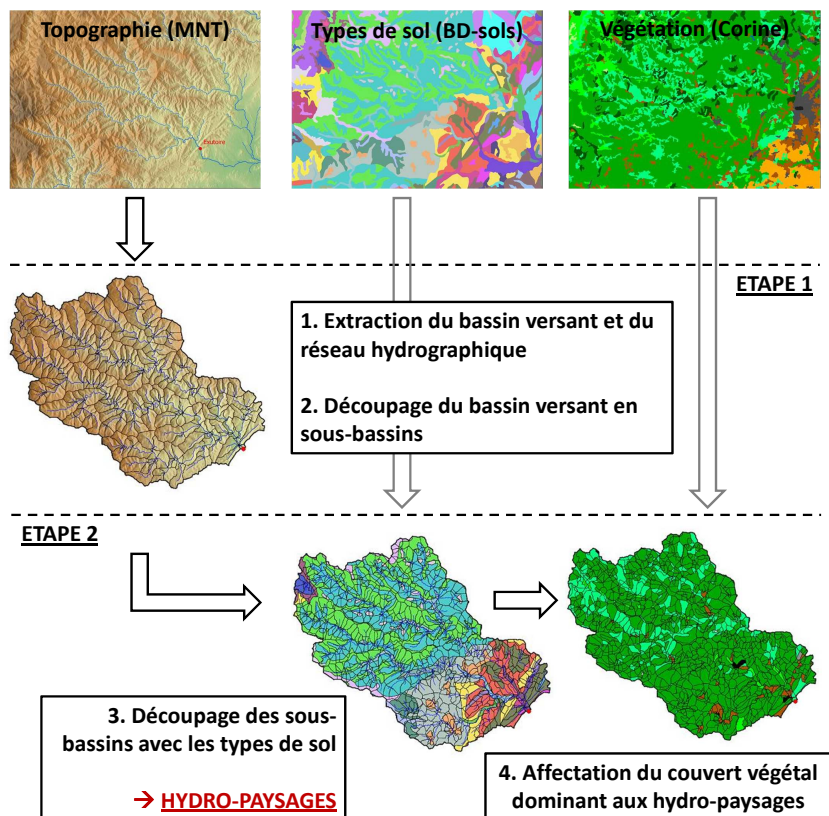 Topographie (MNT)
Types de sol (BD-sols)
Végétation (Corine)
Exutoire
ETAPE 1
1. Extraction du bassin versant et du
réseau hydrographique
2. Découpage du bassin versant en
sous-bassins
ETAPE 2
3. Découpage des sous-
bassins avec les types de sol
→ HYDRO-PAYSAGES
4. Affectation du couvert végétal
dominant aux hydro-paysages